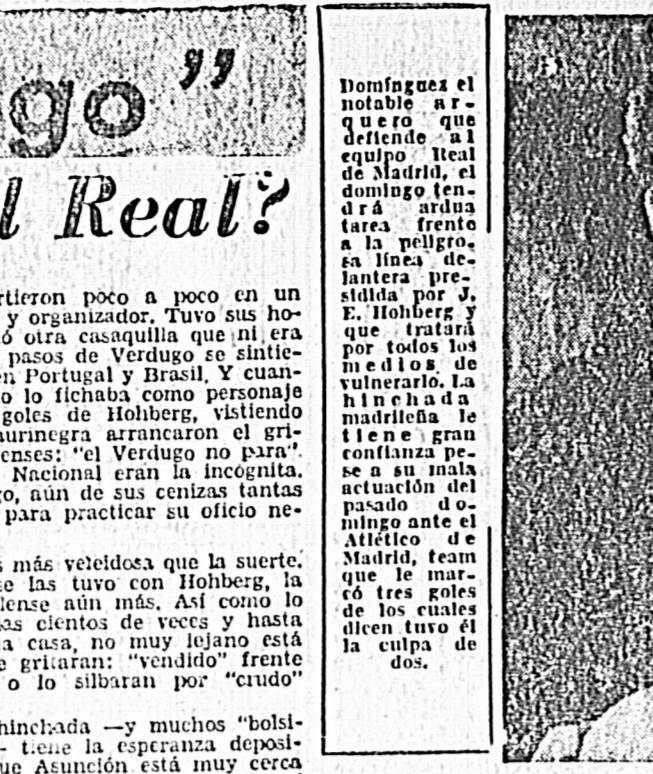 go”
l Real?
rtieron poco a poco en un
y organizador. Tuvo sus ho-
ó otra casaquilla que ni era
pasos de Verdugo se sintie-
en Portugal y Brasil. Y cuan-
o lo fichaba como personaje
goles de Hohberg, vistiendo
aurinegra arrancaron el gri-
enses: "el Verdugo no para".
Nacional eran la incógnita.
go, aún de sus cenizas tantas
para practicar su oficio ne-
s más veleidosa que la suerte.
se las tuvo con Hohberg, la
lense aún más. Así como lo
as cientos de veces y hasta
a casa, no muy lejano está
e gritaran: "vendido" frente
o lo silbaran por "crudo"
hinchada —y muchos "bolsi-
- tiene la esperanza deposi-
ue Asunción está muy cerca
Domínguez el
notable ar-
quero que
defiende al
equipo Real
de Madrid, el
domingo ten-
drá ardua
tarea frente
a la peligro-
sa línea de-
lantera pre-
sidida por J.
E. Hohberg y
que tratará
por todos los
medios de
vulnerarlo. La
hinchada
madrileña le
tiene gran
confianza pe-
se a su mala
actuación del
pasado do-
mingo ante el
Atlético de
Madrid, team
que le mar-
có tres goles
de los cuales
dicen tuvo él
la culpa de
dos.